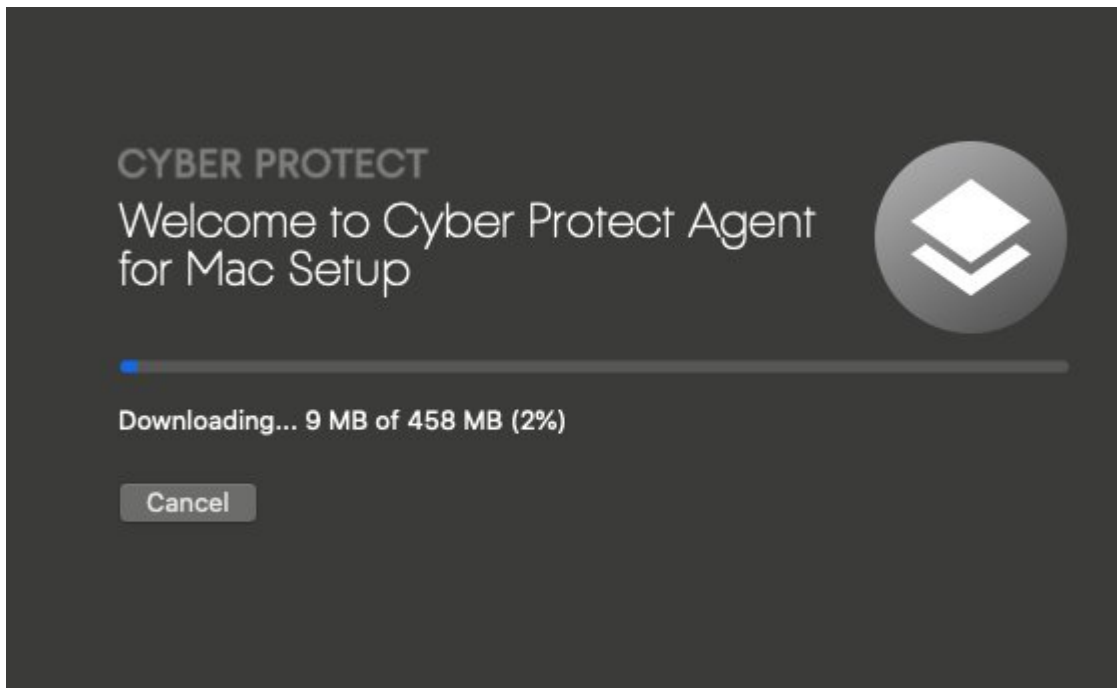 CYBER PROTECT
Welcome to Cyber Protect Agent
for Mac Setup
Downloading... 9 MB of 458 MB (2%)
Cancel